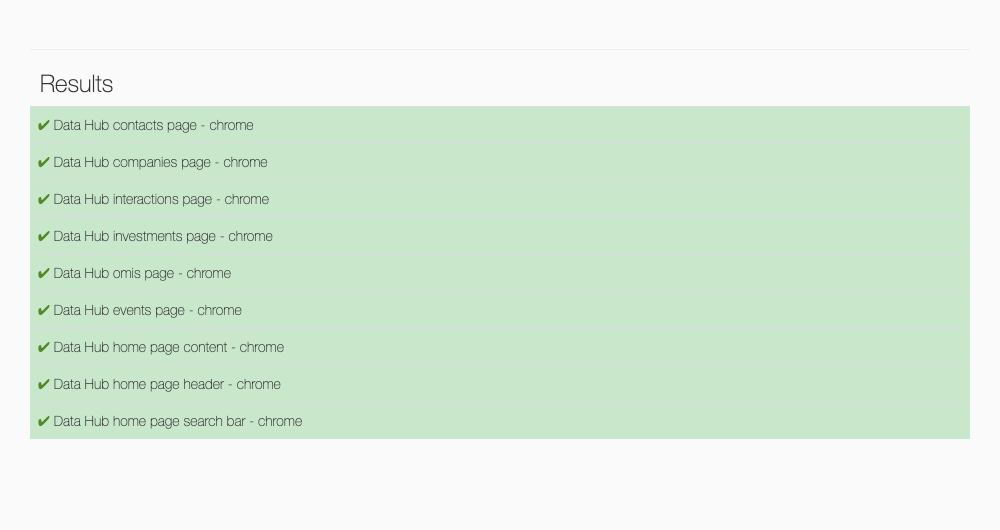 Results
✔ Data Hub contacts page - chrome
✔ Data Hub companies page - chrome
✔ Data Hub interactions page - chrome
✔ Data Hub investments page - chrome
✔ Data Hub omis page - chrome
✔ Data Hub events page - chrome
✔ Data Hub home page content - chrome
✔ Data Hub home page header - chrome
✔ Data Hub home page search bar - chrome